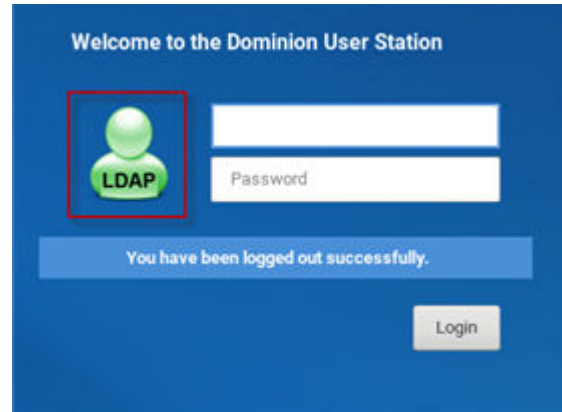 Welcome to the Dominion User Station
LDAP
Password
You have been logged out successfully.
Login